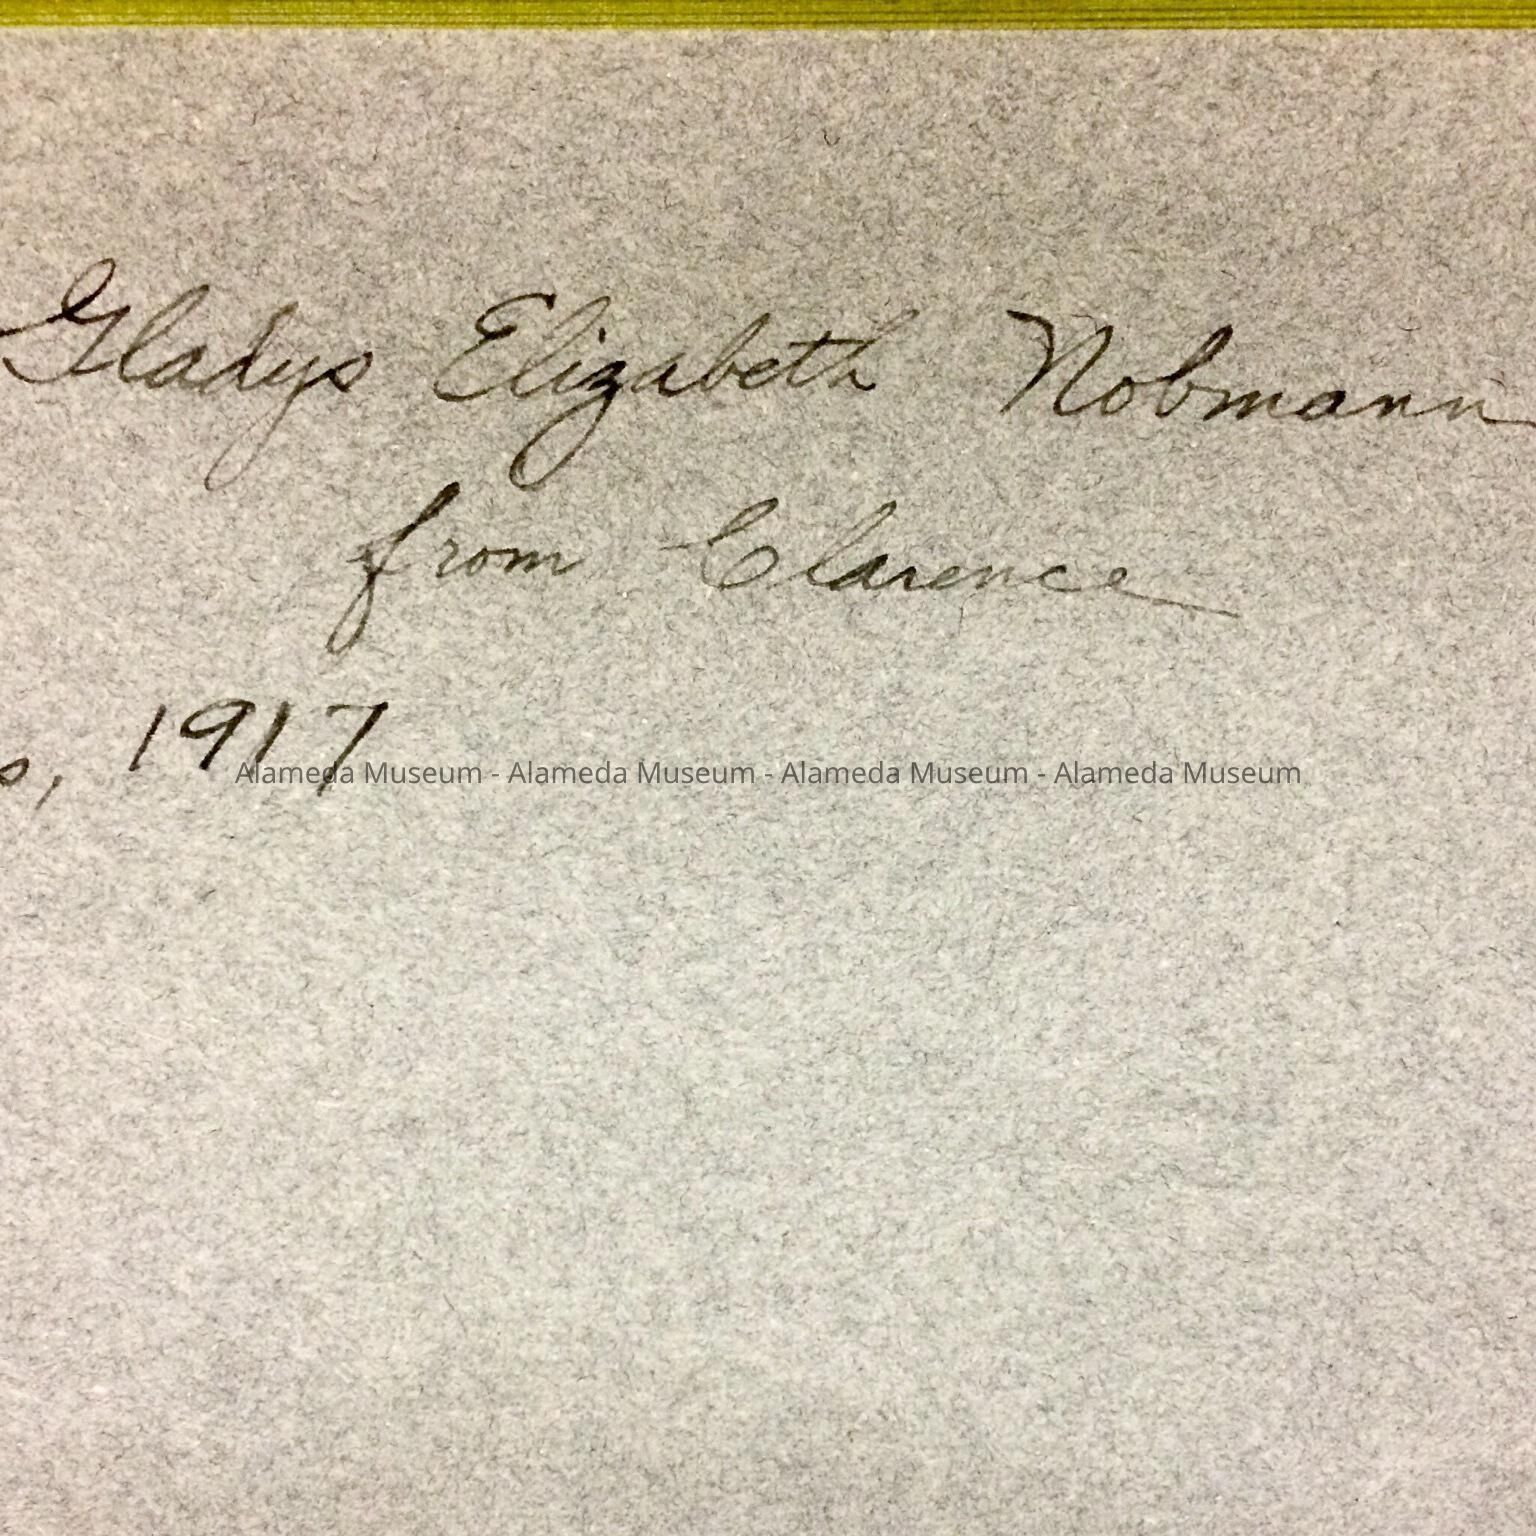 Gladys Elizabeth Nobmann
from Clarence
1917
Alameda Museum - Alameda Museum - Alameda Museum - Alameda Museum